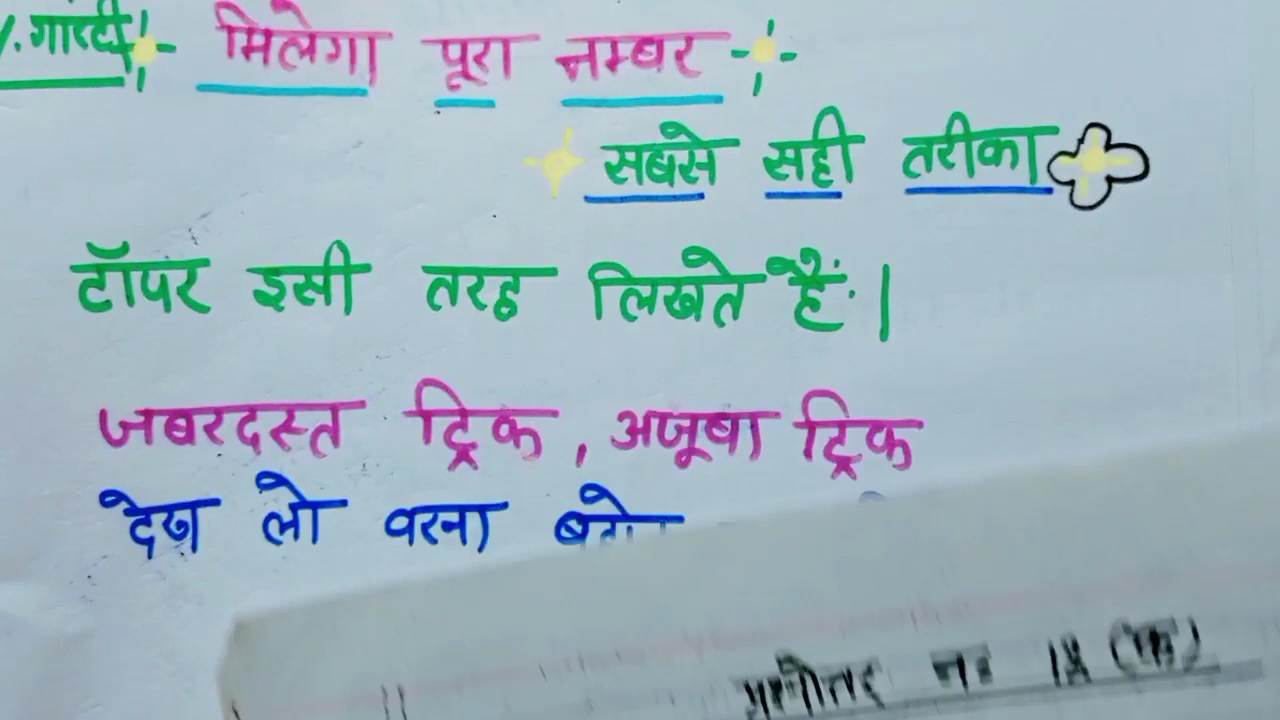 गारंटी मिलेगा पूरा नम्बर
सबसे सही तरीका
टॉपर इसी तरह लिखते हैं।
जबरदस्त ट्रिक, अजूबा ट्रिक
देख लो वरना